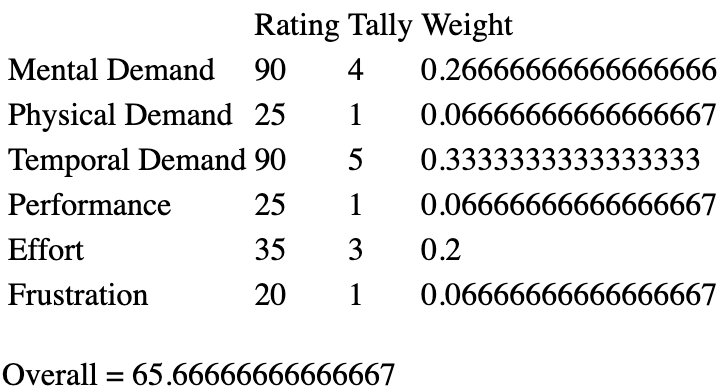 Rating Tally Weight
Mental Demand 90 4 0.26666666666666666
Physical Demand 25 1 0.06666666666666667
Temporal Demand 90 5 0.3333333333333333
Performance 25 1 0.06666666666666667
Effort 35 3 0.2
Frustration 20 1 0.06666666666666667
Overall = 65.66666666666667